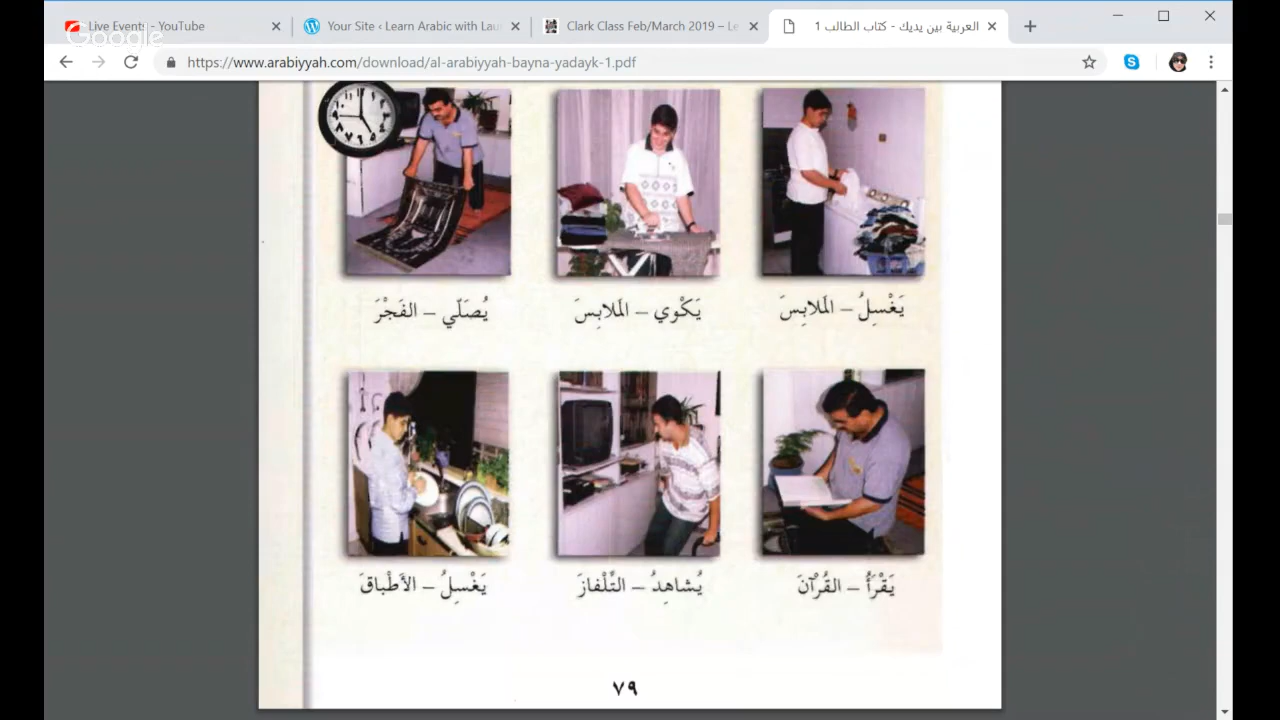 Live Events - YouTube
Google
Your Site ‹ Learn Arabic with Lau
Clark Class Feb/March 2019 – Le
العربية بين يديك - كتاب الطالب 1
https://www.arabiyyah.com/download/al-arabiyyah-bayna-yadayk-1.pdf
يَغْسِلُ – المَلابِسَ
يَكْوي – المَلابِسَ
يُصَلّي – الفَجْرَ
يَقْرَأُ – القُرْآنَ
يُشاهِدُ – التِّلْفازَ
يَغْسِلُ – الأَطْباقَ
٧٩